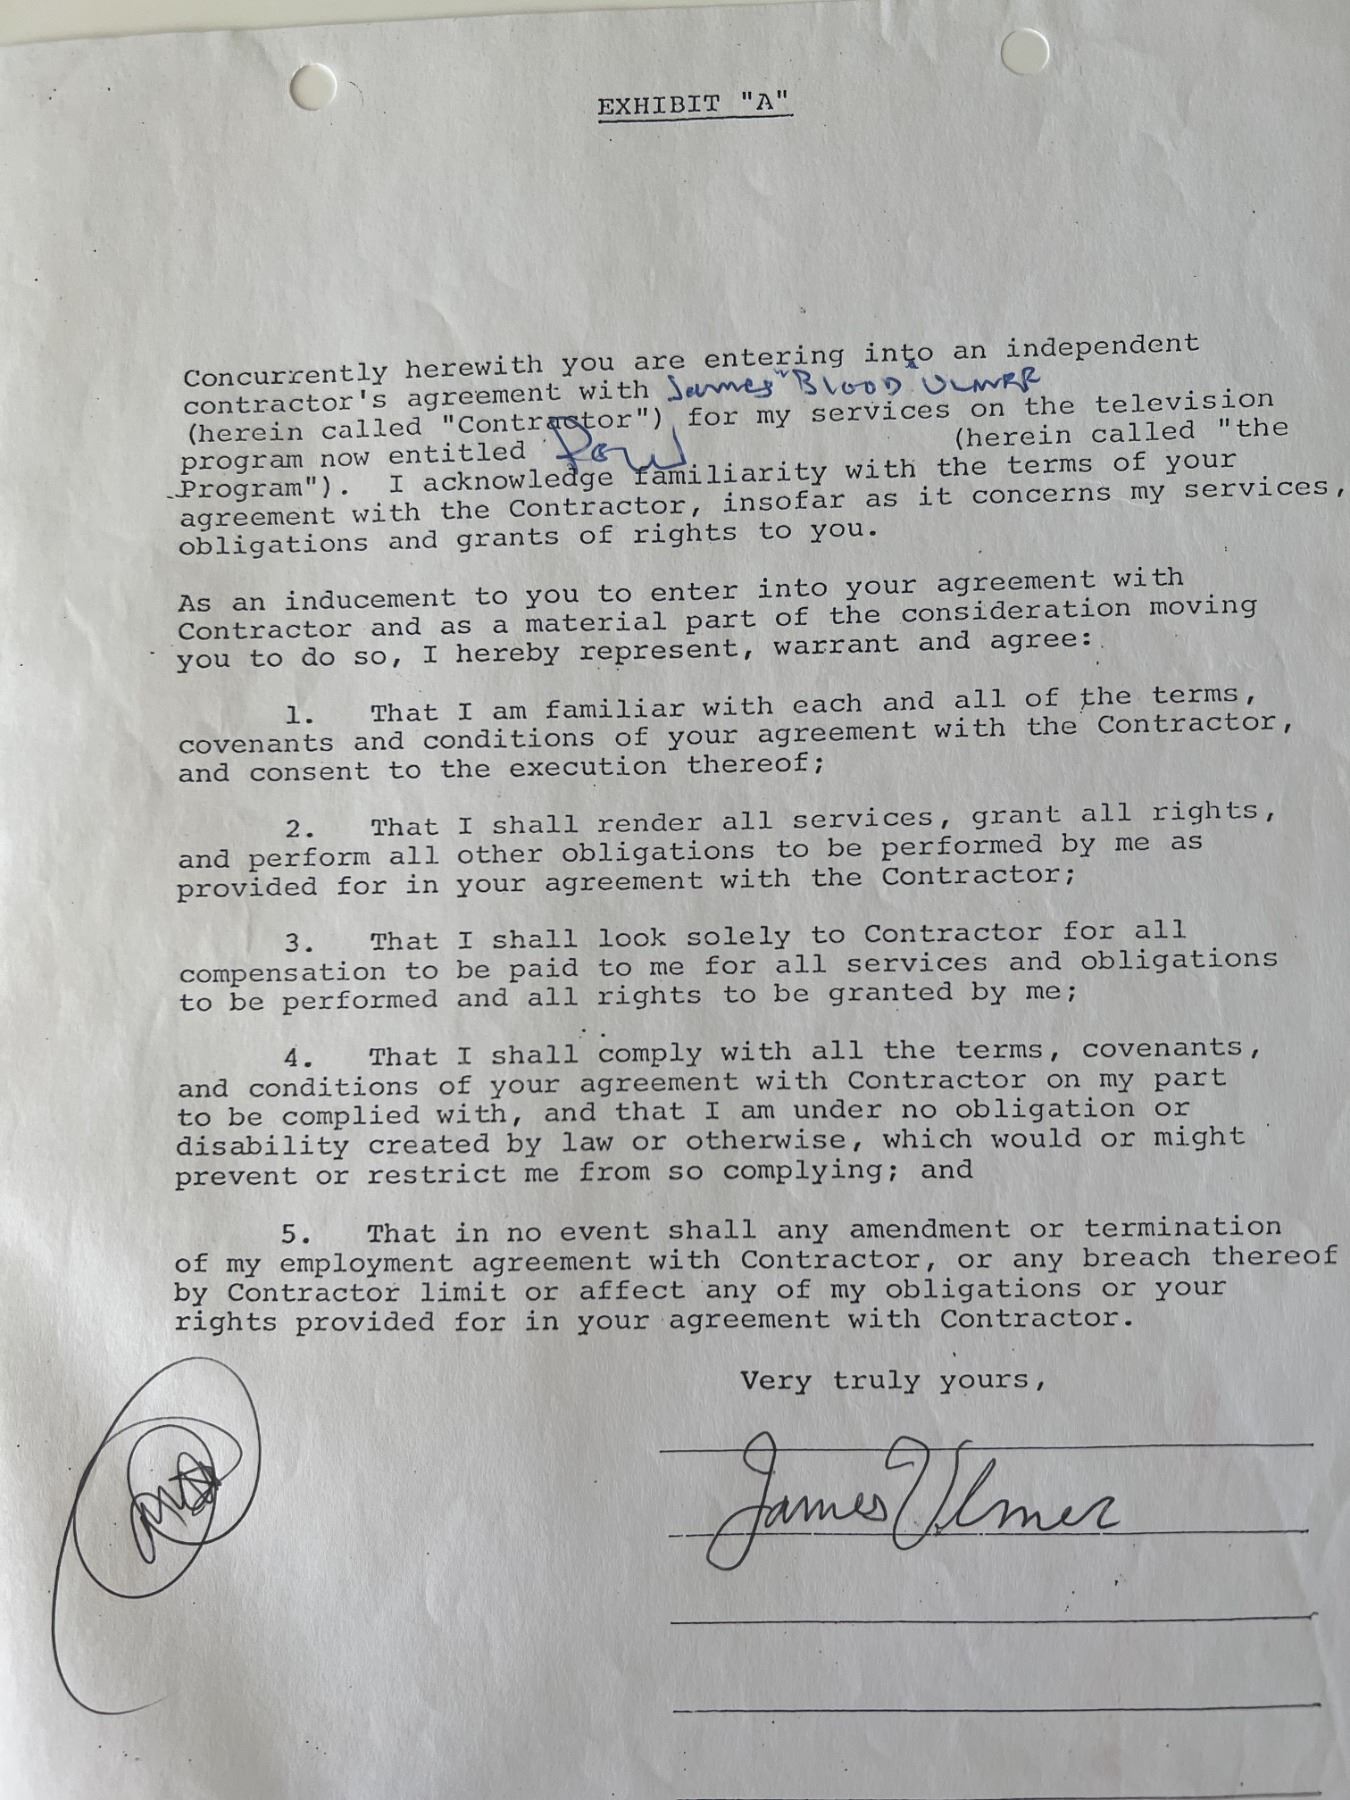 EXHIBIT "A"
Concurrently herewith you are entering into an independent
contractor's agreement with James "BLOOD" ULMER
(herein called "Contractor") for my services on the television
program now entitled (herein called "the
Program"). I acknowledge familiarity with the terms of your
agreement with the Contractor, insofar as it concerns my services,
obligations and grants of rights to you.
As an inducement to you to enter into your agreement with
Contractor and as a material part of the consideration moving
you to do so, I hereby represent, warrant and agree:
1. That I am familiar with each and all of the terms,
covenants and conditions of your agreement with the Contractor,
and consent to the execution thereof;
2. That I shall render all services, grant all rights,
and perform all other obligations to be performed by me as
provided for in your agreement with the Contractor;
3. That I shall look solely to Contractor for all
compensation to be paid to me for all services and obligations
to be performed and all rights to be granted by me;
4. That I shall comply with all the terms, covenants,
and conditions of your agreement with Contractor on my part
to be complied with, and that I am under no obligation or
disability created by law or otherwise, which would or might
prevent or restrict me from so complying; and
5. That in no event shall any amendment or termination
of my employment agreement with Contractor, or any breach thereof
by Contractor limit or affect any of my obligations or your
rights provided for in your agreement with Contractor.
Very truly yours,
James Ulmer